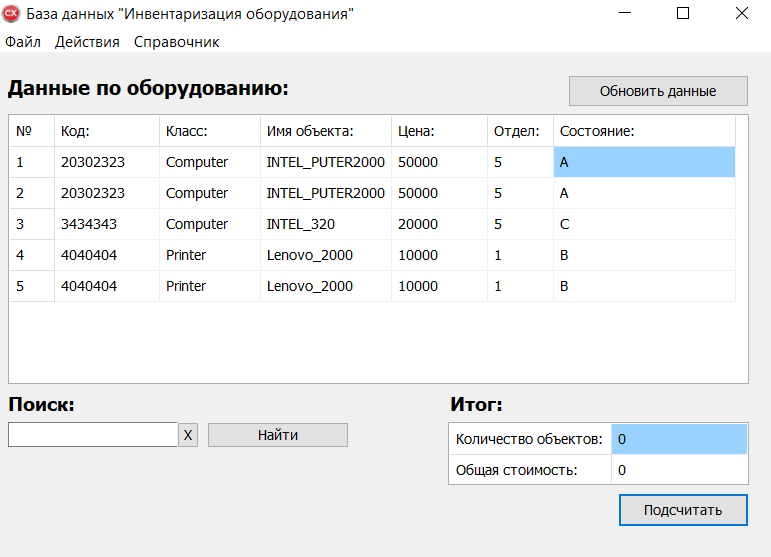 CX База данных "Инвентаризация оборудования"
Файл Действия Справочник
Данные по оборудованию: Обновить данные
№ Код: Класс: Имя объекта: Цена: Отдел: Состояние:
1 20302323 Computer INTEL_PUTER2000 50000 5 A
2 20302323 Computer INTEL_PUTER2000 50000 5 A
3 3434343 Computer INTEL_320 20000 5 C
4 4040404 Printer Lenovo_2000 10000 1 B
5 4040404 Printer Lenovo_2000 10000 1 B
Поиск: Итог:
X Найти Количество объектов: 0
Общая стоимость: 0
Подсчитать